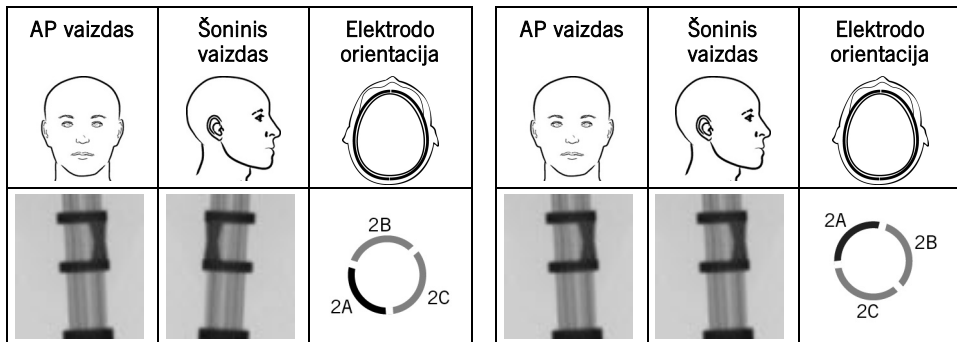 AP vaizdas
Šoninis
vaizdas
Elektrodo
orientacija
AP vaizdas
Šoninis
vaizdas
Elektrodo
orientacija
2B
2A
2C
2A
2B
2C